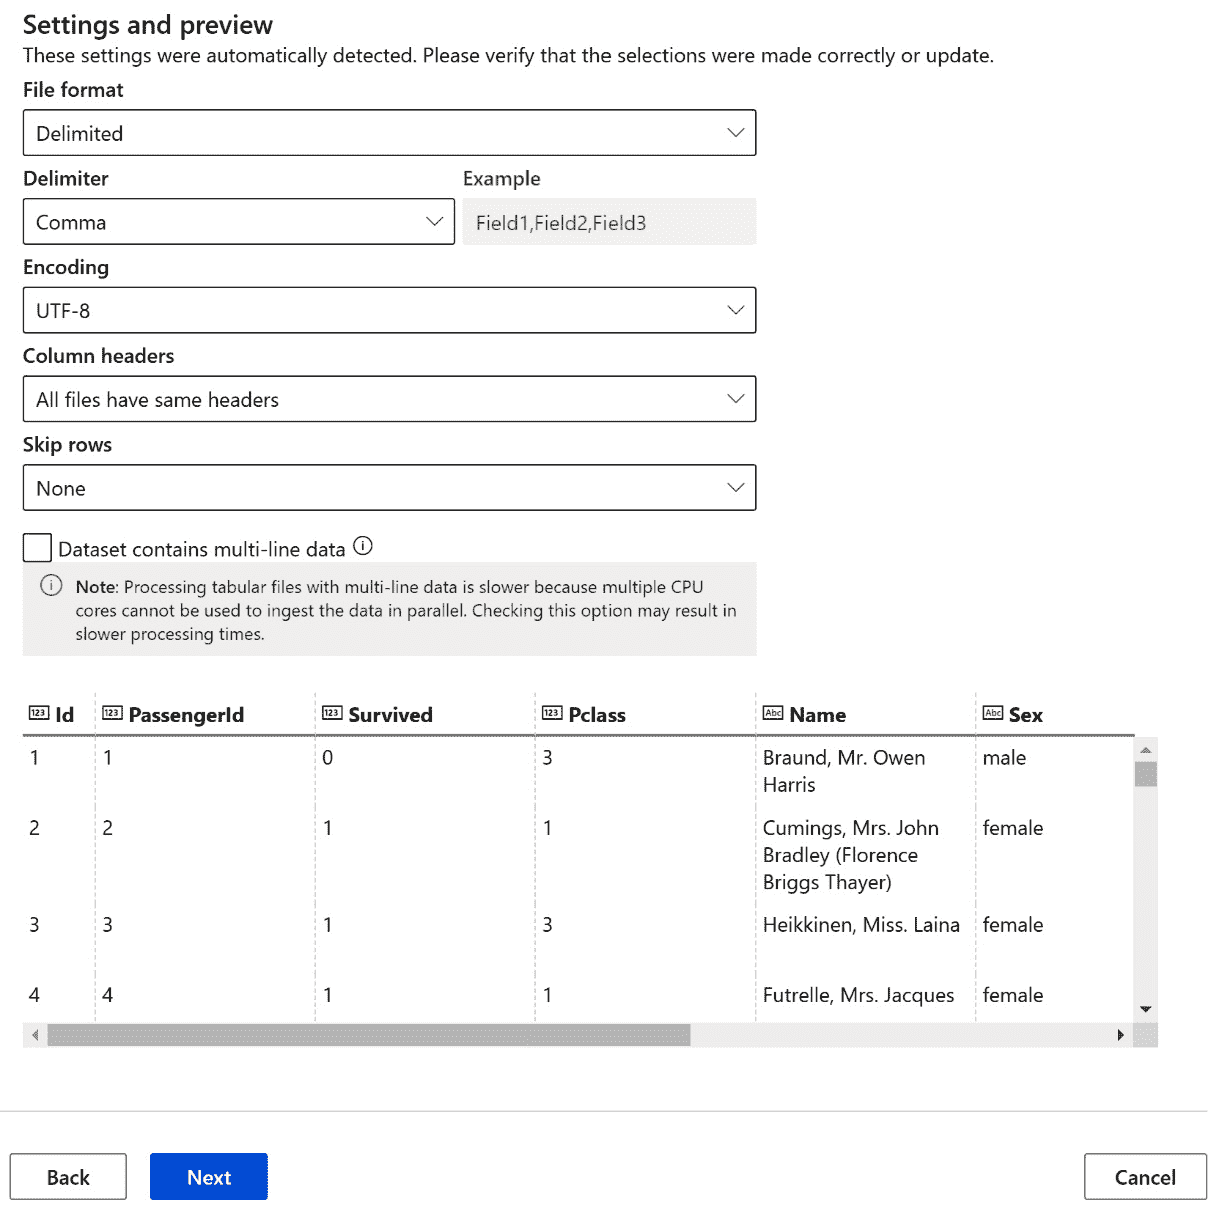 Settings and preview
These settings were automatically detected. Please verify that the selections were made correctly or update.
File format
Delimited
Delimiter Example
Comma Field1,Field2,Field3
Encoding
UTF-8
Column headers
All files have same headers
Skip rows
None
Dataset contains multi-line data
Note: Processing tabular files with multi-line data is slower because multiple CPU
cores cannot be used to ingest the data in parallel. Checking this option may result in
slower processing times.
123 Id 123 PassengerId 123 Survived 123 Pclass Abc Name Abc Sex
1 1 0 3 Braund, Mr. Owen male
Harris
2 2 1 1 Cumings, Mrs. John female
Bradley (Florence
Briggs Thayer)
3 3 1 3 Heikkinen, Miss. Laina female
4 4 1 1 Futrelle, Mrs. Jacques female
Back Next Cancel